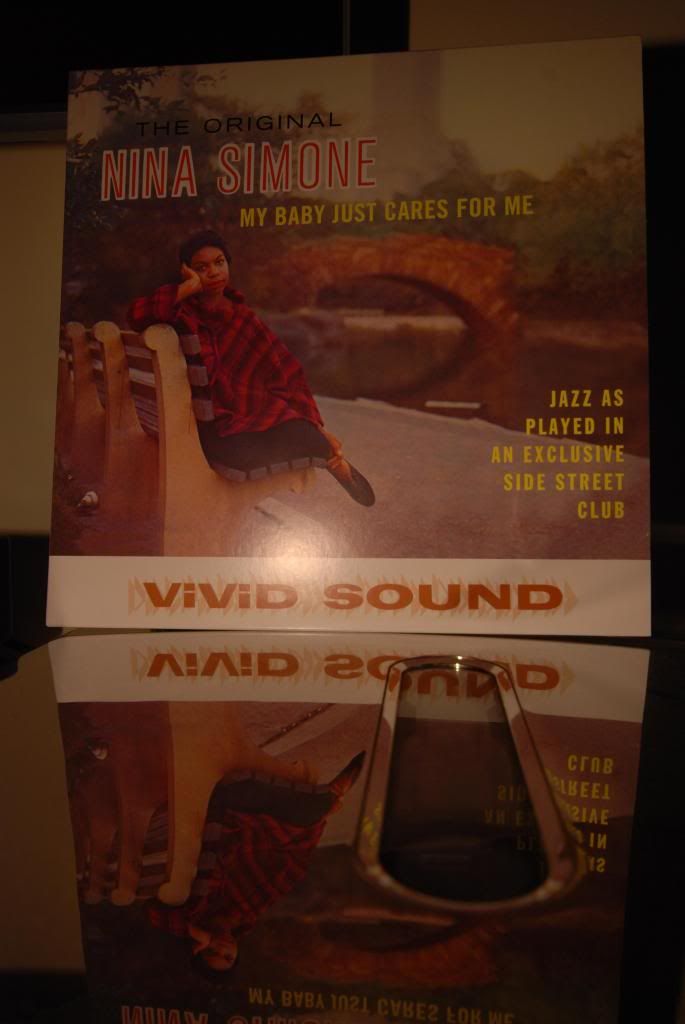 THE ORIGINAL
NINA SIMONE
MY BABY JUST CARES FOR ME
JAZZ AS
PLAYED IN
AN EXCLUSIVE
SIDE STREET
CLUB
ViViD SOUND